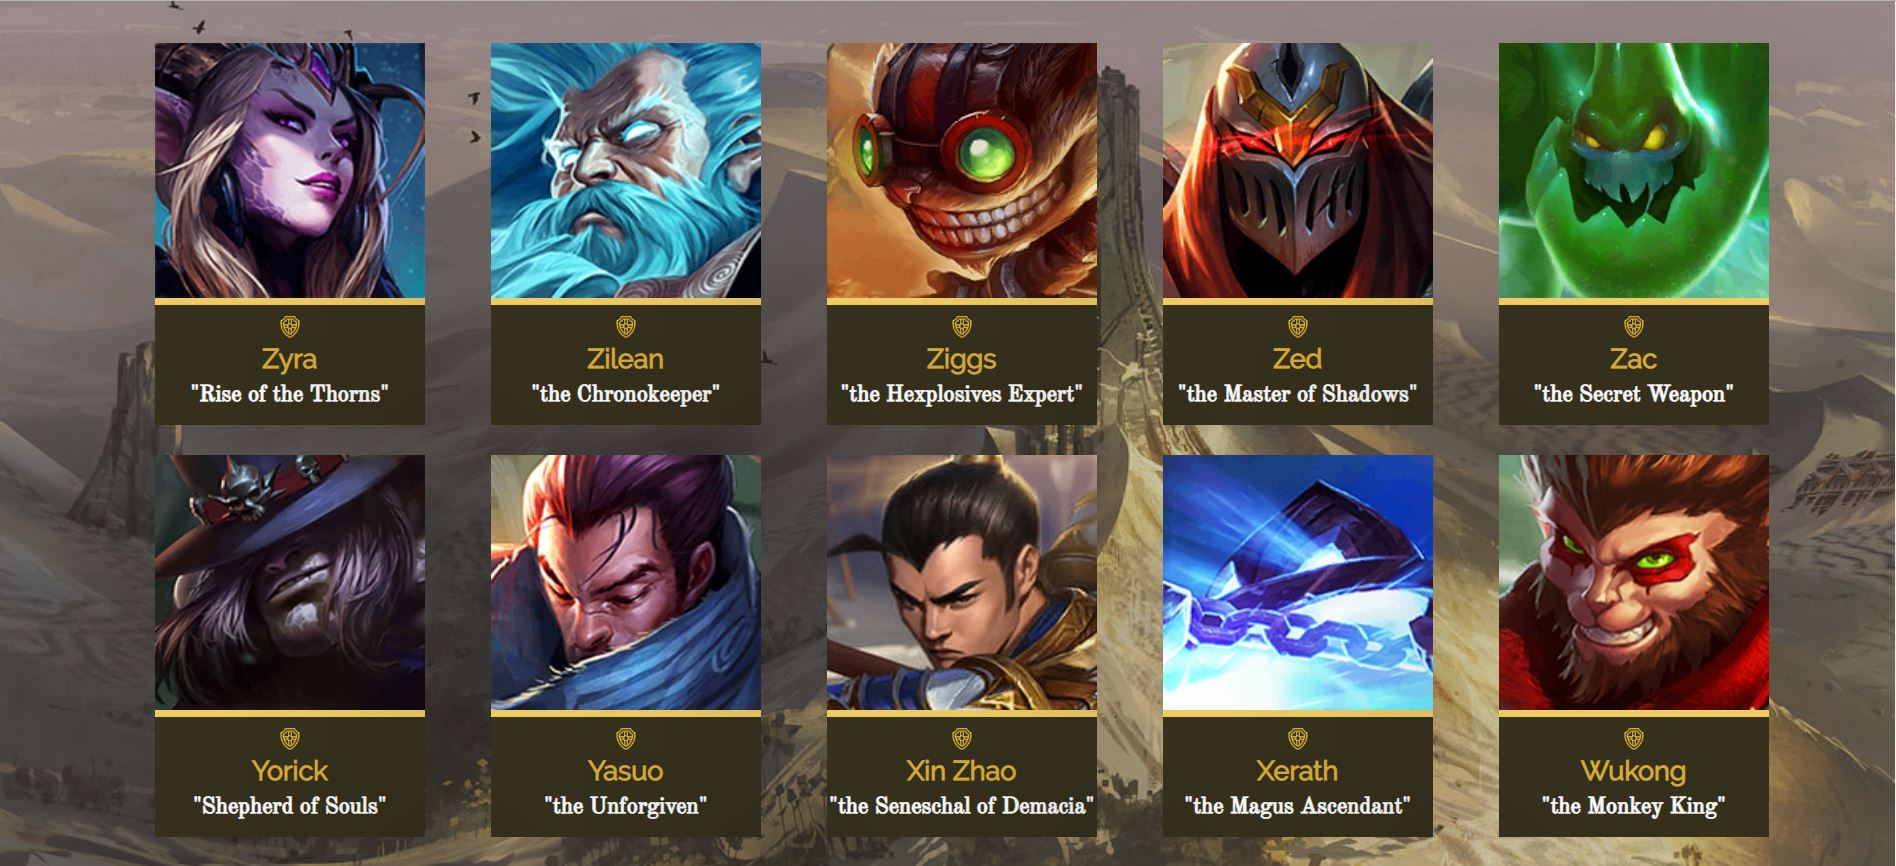 Zyra
"Rise of the Thorns"
Zilean
"the Chronokeeper"
Ziggs
"the Hexplosives Expert"
Zed
"the Master of Shadows"
Zac
"the Secret Weapon"
Yorick
"Shepherd of Souls"
Yasuo
"the Unforgiven"
Xin Zhao
"the Seneschal of Demacia"
Xerath
"the Magus Ascendant"
Wukong
"the Monkey King"